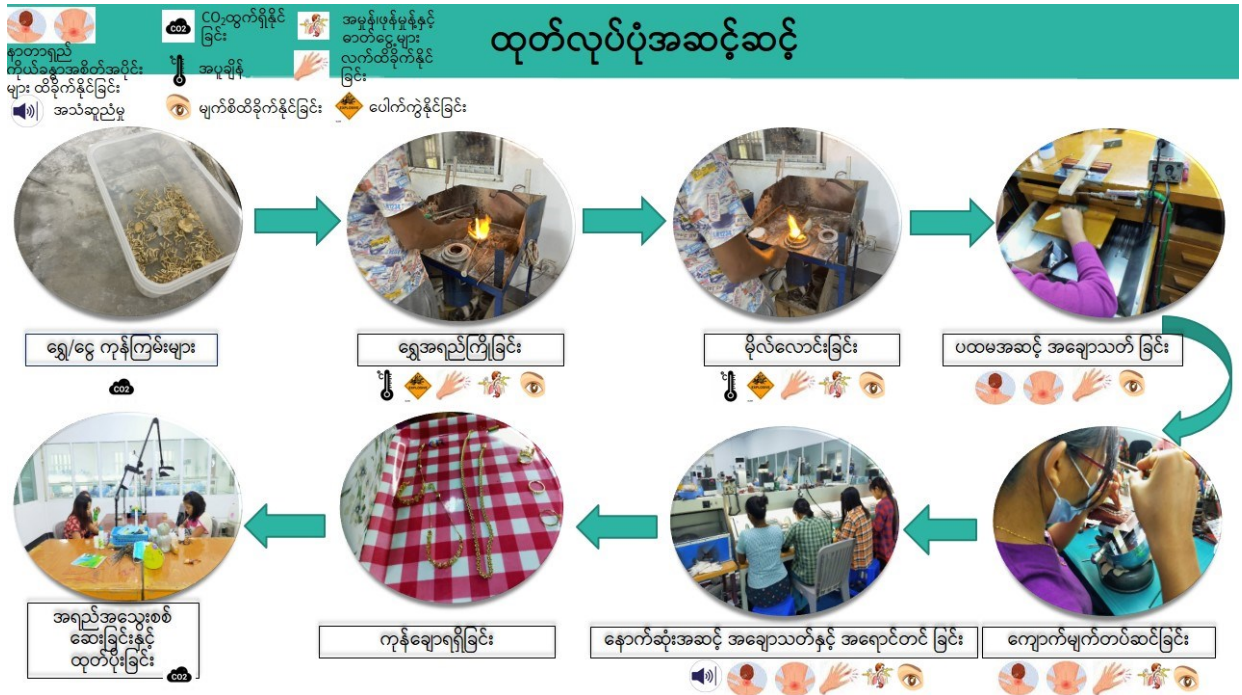 ထုတ်လုပ်ပုံအဆင့်ဆင့်
နာတာရှည်
ကိုယ်ခန္ဓာအစိတ်အပိုင်း
များ ထိခိုက်နိုင်ခြင်း
CO2
CO₂ထွက်ရှိနိုင်
ခြင်း
အမှုန်၊ဖုန်မှုန့်နှင့်
ဓာတ်ငွေ့များ
°C
အပူချိန်
လက်ထိခိုက်နိုင်
ခြင်း
အသံဆူညံမှု
မျက်စိထိခိုက်နိုင်ခြင်း
ပေါက်ကွဲနိုင်ခြင်း
ရွှေ/ငွေ ကုန်ကြမ်းများ
ရွှေအရည်ကြိုခြင်း
မိုလ်လောင်းခြင်း
ပထမအဆင့် အချောသတ် ခြင်း
CO2
°C
°C
အရည်အသွေးစစ်
ဆေးခြင်းနှင့်
ထုတ်ပိုးခြင်း
CO2
ကုန်ချောရရှိခြင်း
နောက်ဆုံးအဆင့် အချောသတ်နှင့် အရောင်တင် ခြင်း
ကျောက်မျက်တပ်ဆင်ခြင်း